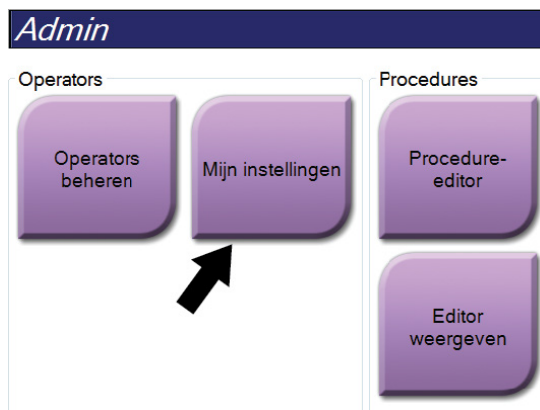 Admin
Operators
Operators
beheren
Mijn instellingen
Procedures
Procedure-
editor
Editor
weergeven